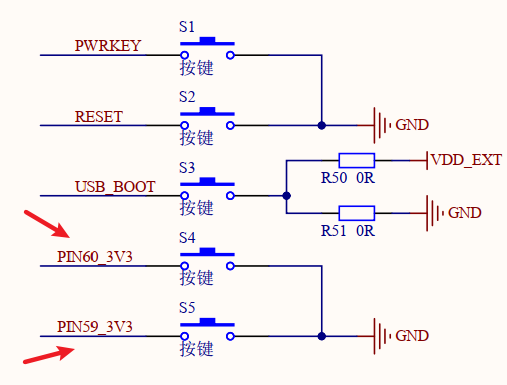 S1
PWRKEY
按键
S2
RESET
GND
按键
S3
VDD_EXT
R50 0R
USB_BOOT
按键
GND
R51 0R
S4
PIN60_3V3
按键
S5
PIN59_3V3
GND
按键